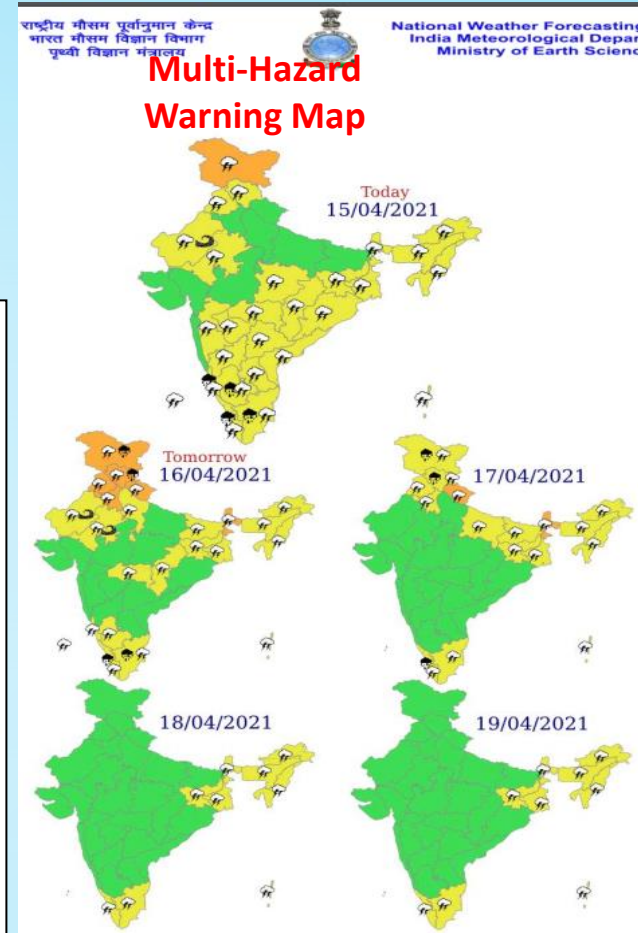 राष्ट्रीय मौसम पूर्वानुमान केन्द्र
भारत मौसम विज्ञान विभाग
पृथ्वी विज्ञान मंत्रालय
National Weather Forecasting
India Meteorological Depar
Ministry of Earth Scienc
Multi-Hazard
Warning Map
Today
15/04/2021
Tomorrow
16/04/2021
17/04/2021
18/04/2021
19/04/2021